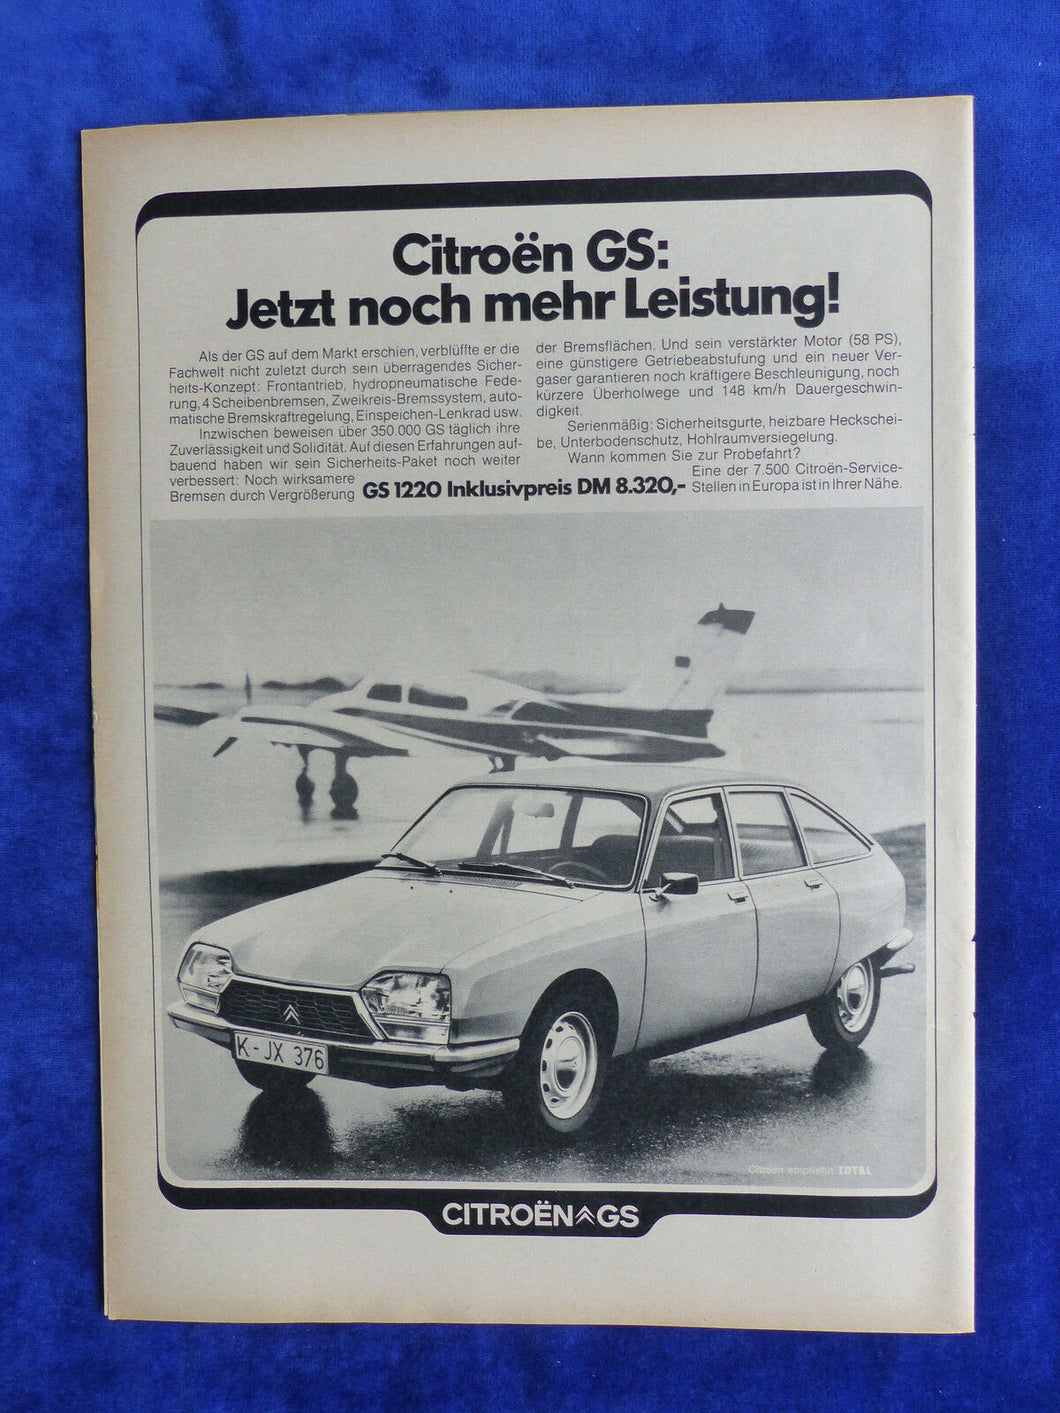 Citroën GS:
Jetzt noch mehr Leistung!
Als der GS auf dem Markt erschien, verblüffte er die
Fachwelt nicht zuletzt durch sein überragendes Sicher-
heits-Konzept: Frontantrieb, hydropneumatische Fede-
rung, 4 Scheibenbremsen, Zweikreis-Bremssystem, auto-
matische Bremskraftregelung, Einspeichen-Lenkrad usw.
Inzwischen beweisen über 350.000 GS täglich ihre
Zuverlässigkeit und Solidität. Auf diesen Erfahrungen auf-
bauend haben wir sein Sicherheits-Paket noch weiter
verbessert: Noch wirksamere
Bremsen durch Vergrößerung
der Bremsflächen. Und sein verstärkter Motor (58 PS),
eine günstigere Getriebeabstufung und ein neuer Ver-
gaser garantieren noch kräftigere Beschleunigung, noch
kürzere Überholwege und 148 km/h Dauergeschwin-
digkeit.
Serienmäßig: Sicherheitsgurte, heizbare Heckschei-
be, Unterbodenschutz, Hohlraumversiegelung.
Wann kommen Sie zur Probefahrt?
Eine der 7.500 Citroën-Service-
Stellen in Europa ist in Ihrer Nähe.
GS 1220 Inklusivpreis DM 8.320,-
K-JX 376
Citroën empfiehlt TOTAL
CITROËN GS